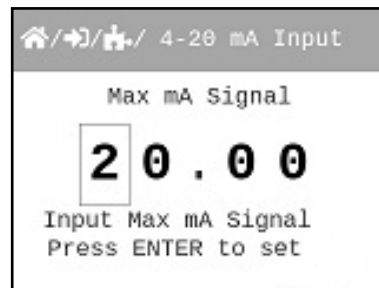 / / / 4-20 mA Input
Max mA Signal
20.00
Input Max mA Signal
Press ENTER to set